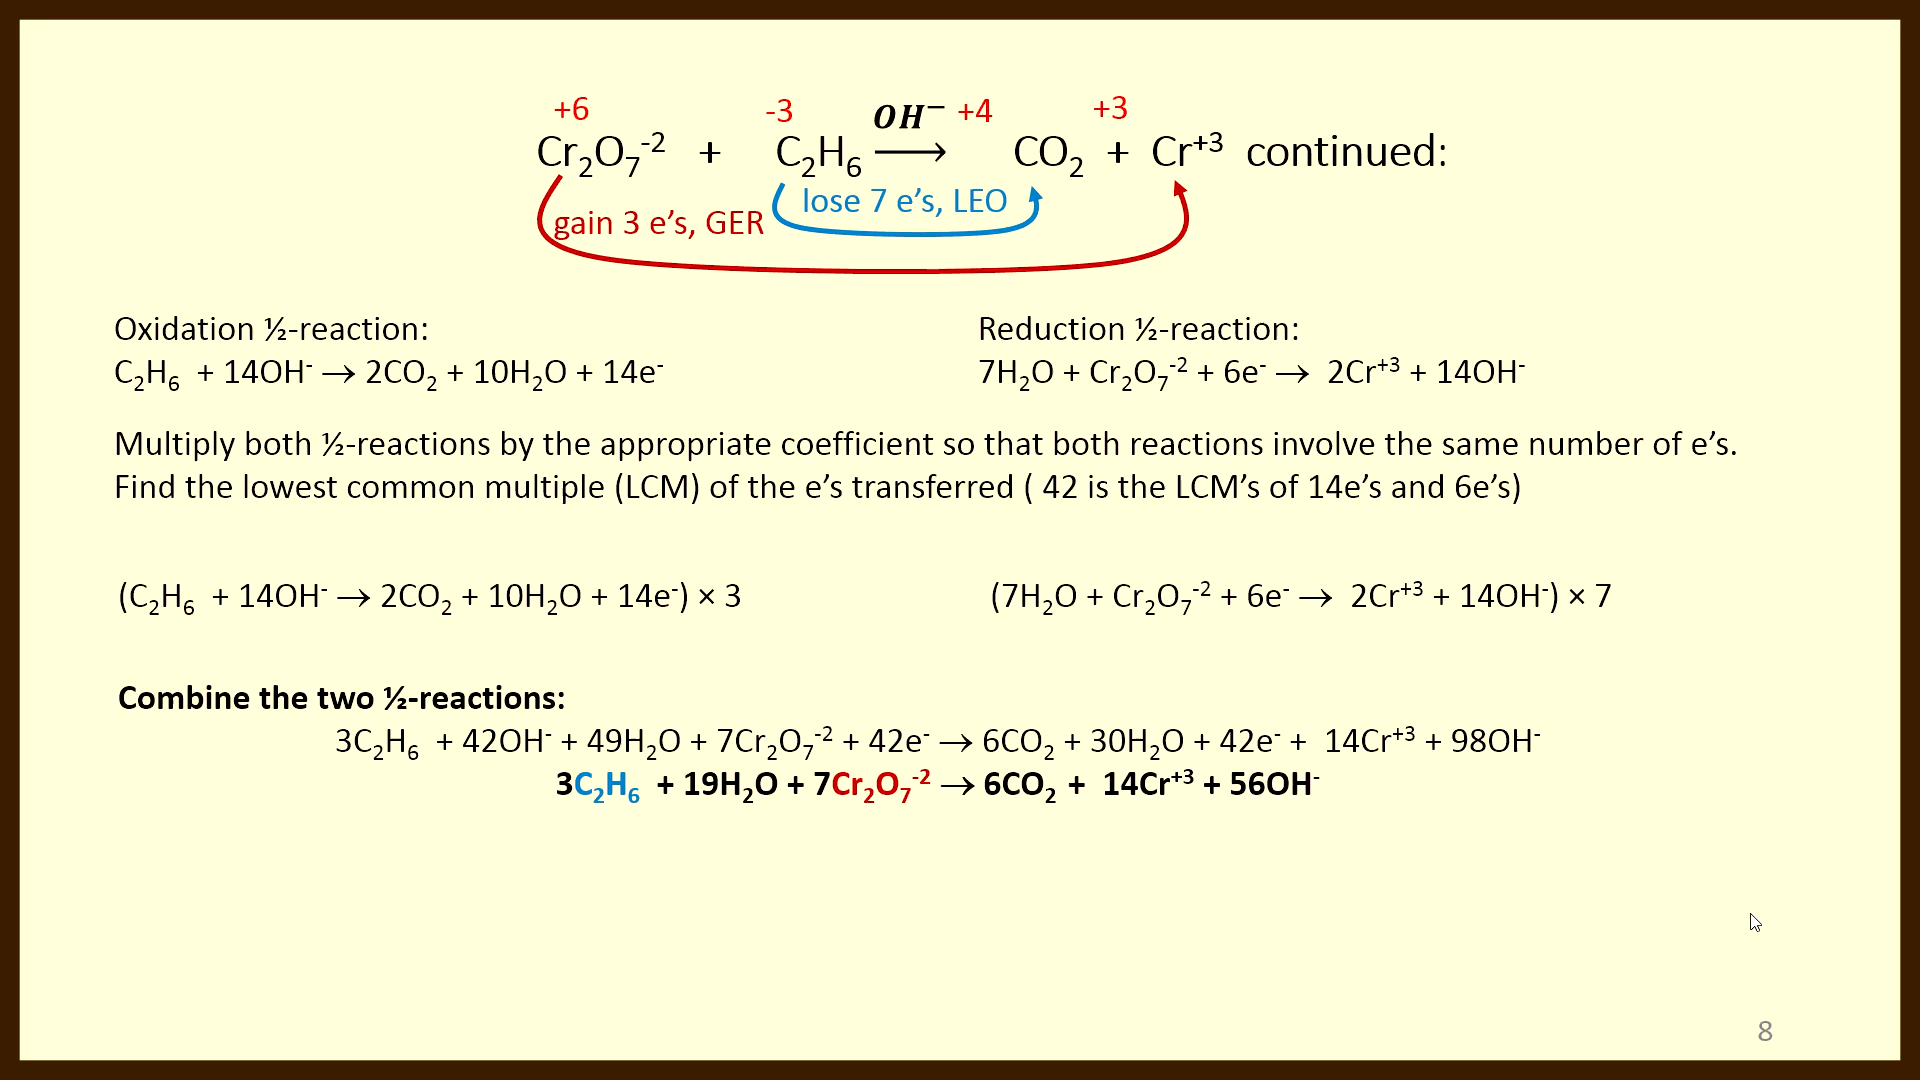 +6 -3 OH⁻ +4 +3
Cr₂O₇⁻² + C₂H₆ ⟶ CO₂ + Cr⁺³ continued:
lose 7 e’s, LEO
gain 3 e’s, GER
Oxidation ½-reaction:
C₂H₆ + 14OH⁻ → 2CO₂ + 10H₂O + 14e⁻
Reduction ½-reaction:
7H₂O + Cr₂O₇⁻² + 6e⁻ → 2Cr⁺³ + 14OH⁻
Multiply both ½-reactions by the appropriate coefficient so that both reactions involve the same number of e’s.
Find the lowest common multiple (LCM) of the e’s transferred ( 42 is the LCM’s of 14e’s and 6e’s)
(C₂H₆ + 14OH⁻ → 2CO₂ + 10H₂O + 14e⁻) × 3
(7H₂O + Cr₂O₇⁻² + 6e⁻ → 2Cr⁺³ + 14OH⁻) × 7
Combine the two ½-reactions:
3C₂H₆ + 42OH⁻ + 49H₂O + 7Cr₂O₇⁻² + 42e⁻ → 6CO₂ + 30H₂O + 42e⁻ + 14Cr⁺³ + 98OH⁻
3C₂H₆ + 19H₂O + 7Cr₂O₇⁻² → 6CO₂ + 14Cr⁺³ + 56OH⁻
8